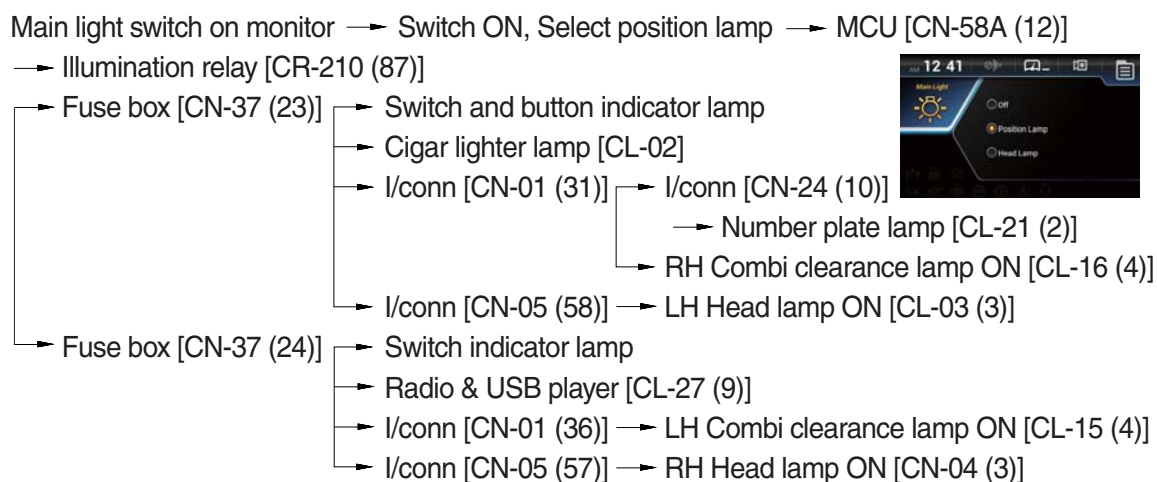 Main light switch on monitor → Switch ON, Select position lamp → MCU [CN-58A (12)]
→ Illumination relay [CR-210 (87)]
→ Fuse box [CN-37 (23)] → Switch and button indicator lamp
→ Cigar lighter lamp [CL-02]
→ I/conn [CN-01 (31)] → I/conn [CN-24 (10)]
→ Number plate lamp [CL-21 (2)]
→ RH Combi clearance lamp ON [CL-16 (4)]
→ I/conn [CN-05 (58)] → LH Head lamp ON [CL-03 (3)]
→ Fuse box [CN-37 (24)] → Switch indicator lamp
→ Radio & USB player [CL-27 (9)]
→ I/conn [CN-01 (36)] → LH Combi clearance lamp ON [CL-15 (4)]
→ I/conn [CN-05 (57)] → RH Head lamp ON [CN-04 (3)]
AM 12 41
Main Light
Off
Position Lamp
Head Lamp